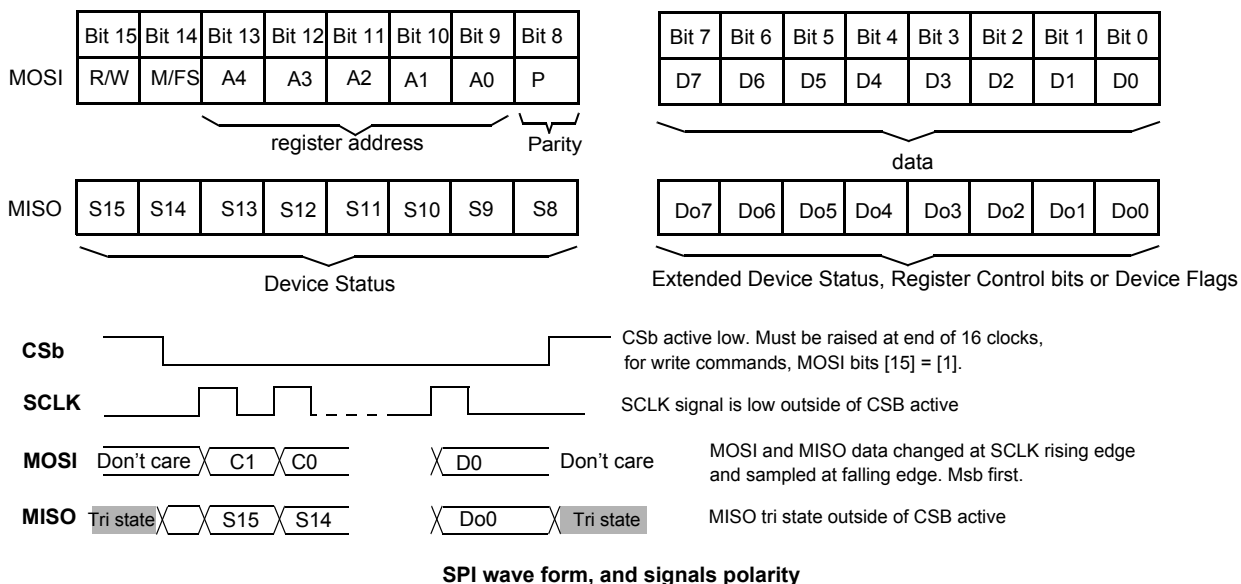 Bit 15 Bit 14 Bit 13 Bit 12 Bit 11 Bit 10 Bit 9 Bit 8 Bit 7 Bit 6 Bit 5 Bit 4 Bit 3 Bit 2 Bit 1 Bit 0
MOSI R/W M/FS A4 A3 A2 A1 A0 P D7 D6 D5 D4 D3 D2 D1 D0
register address Parity data
MISO S15 S14 S13 S12 S11 S10 S9 S8 Do7 Do6 Do5 Do4 Do3 Do2 Do1 Do0
Device Status Extended Device Status, Register Control bits or Device Flags
CSb CSb active low. Must be raised at end of 16 clocks,
for write commands, MOSI bits [15] = [1].
SCLK SCLK signal is low outside of CSB active
MOSI Don't care C1 C0 D0 Don't care MOSI and MISO data changed at SCLK rising edge
and sampled at falling edge. Msb first.
MISO Tri state S15 S14 Do0 Tri state MISO tri state outside of CSB active
SPI wave form, and signals polarity